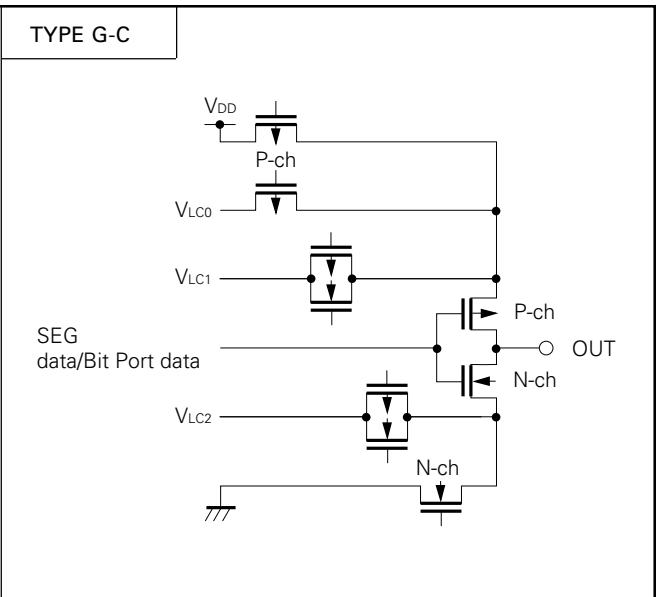 TYPE G-C
VDD
P-ch
VLC0
VLC1
P-ch
SEG
data/Bit Port data
OUT
N-ch
VLC2
N-ch